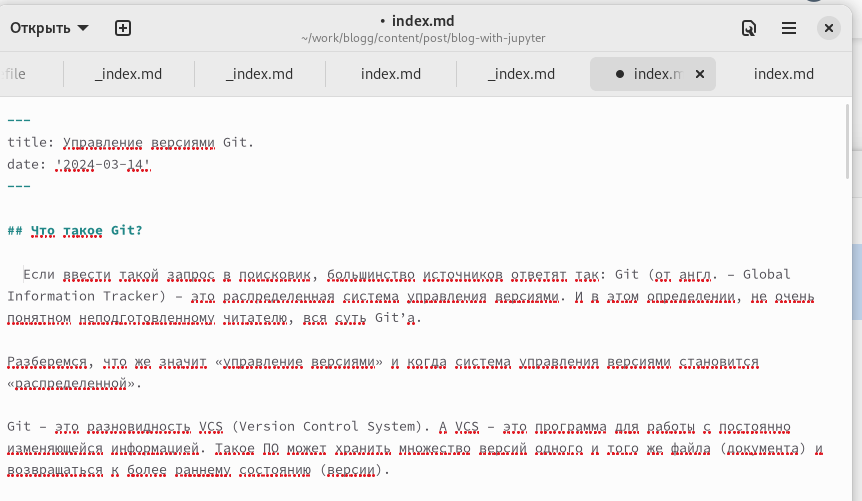 Открыть
• index.md
~/work/blogg/content/post/blog-with-jupyter
file _index.md _index.md index.md _index.md index.m index.md
---
title: Управление версиями Git.
date: '2024-03-14'
---
## Что такое Git?
Если ввести такой запрос в поисковик, большинство источников ответят так: Git (от англ. – Global
Information Tracker) – это распределенная система управления версиями. И в этом определении, не очень
понятном неподготовленному читателю, вся суть Git’а.
Разберемся, что же значит «управление версиями» и когда система управления версиями становится
«распределенной».
Git – это разновидность VCS (Version Control System). А VCS – это программа для работы с постоянно
изменяющейся информацией. Такое ПО может хранить множество версий одного и того же файла (документа) и
возвращаться к более раннему состоянию (версии).